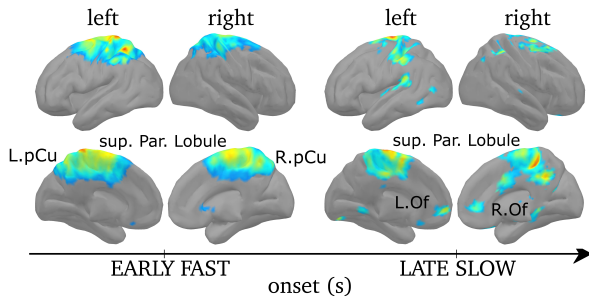 left right left right
sup. Par. Lobule sup. Par. Lobule
L.pCu R.pCu
L.Of R.Of
EARLY FAST LATE SLOW
onset (s)